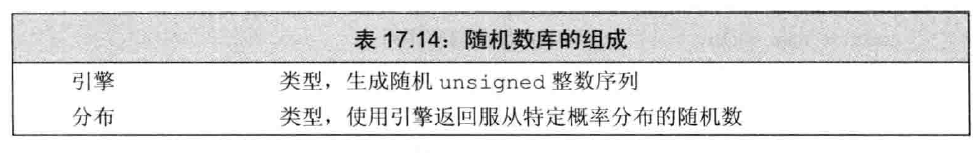 表 17.14：随机数库的组成
引擎 类型，生成随机 unsigned 整数序列
分布 类型，使用引擎返回服从特定概率分布的随机数